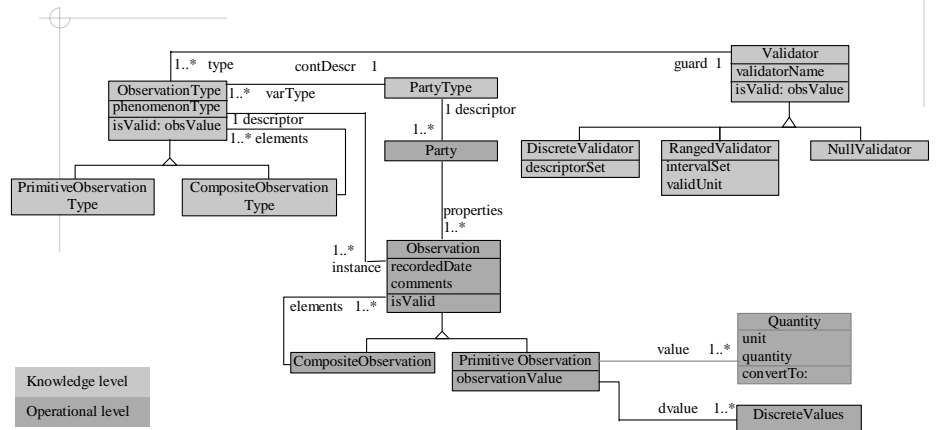 Validator
1..* type
contDescr 1
guard 1
validatorName
isValid: obsValue
ObservationType
1..* varType
PartyType
phenomenonType
isValid: obsValue
1 descriptor
1 descriptor
1..* elements
1..*
Party
DiscreteValidator
descriptorSet
RangedValidator
intervalSet
validUnit
NullValidator
PrimitiveObservation
Type
CompositeObservation
Type
properties
1..*
1..*
instance
Observation
recordedDate
comments
isValid
elements 1..*
Quantity
unit
quantity
convertTo:
value 1..*
CompositeObservation
Primitive Observation
observationValue
Knowledge level
Operational level
dvalue 1..*
DiscreteValues